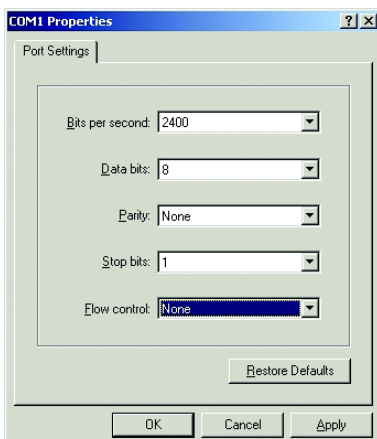 COM1 Properties
Port Settings
Bits per second: 2400
Data bits: 8
Parity: None
Stop bits: 1
Flow control: None
Restore Defaults
OK Cancel Apply